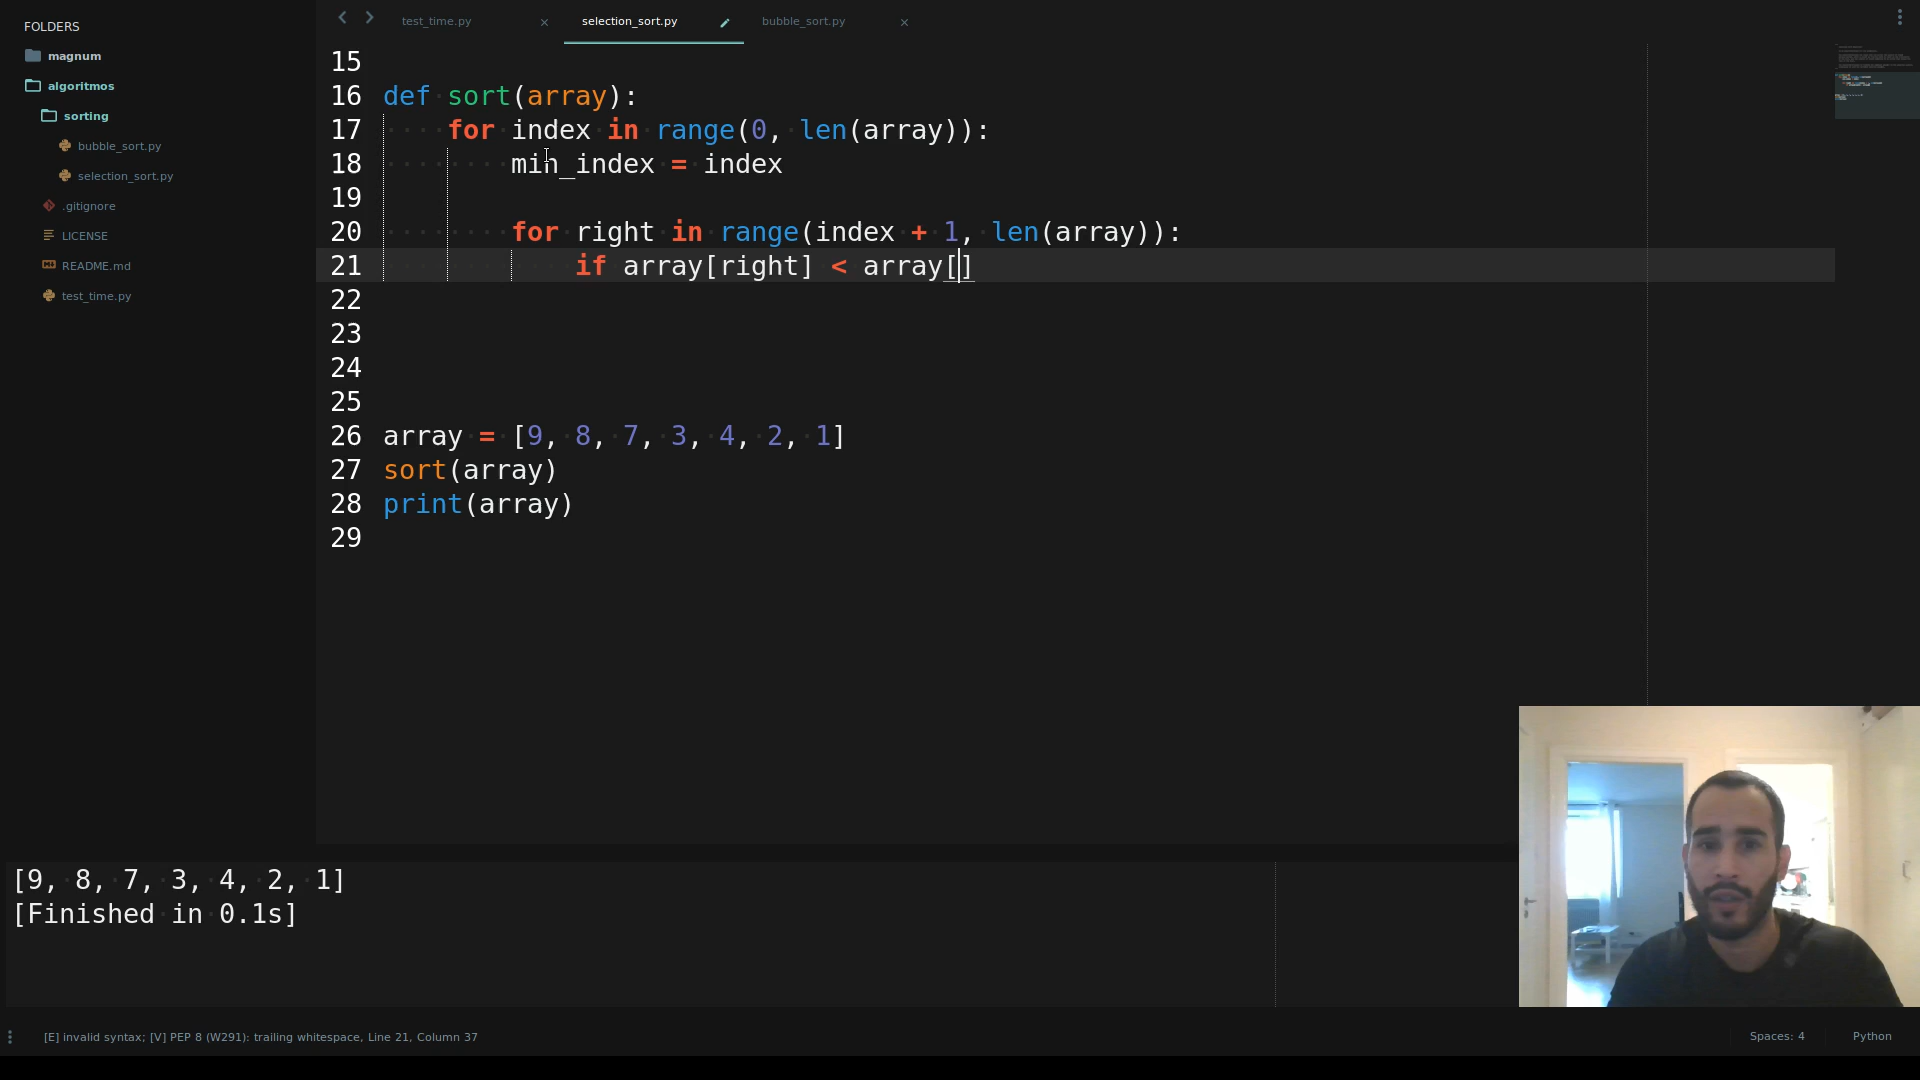 FOLDERS
magnum
algoritmos
sorting
bubble_sort.py
selection_sort.py
.gitignore
LICENSE
README.md
test_time.py
test_time.py
selection_sort.py
bubble_sort.py
15
16 def sort(array):
17 for index in range(0, len(array)):
18 min_index = index
19
20 for right in range(index + 1, len(array)):
21 if array[right] < array[]
22
23
24
25
26 array = [9, 8, 7, 3, 4, 2, 1]
27 sort(array)
28 print(array)
29
[9, 8, 7, 3, 4, 2, 1]
[Finished in 0.1s]
[E] invalid syntax; [V] PEP 8 (W291): trailing whitespace, Line 21, Column 37
Spaces: 4
Python